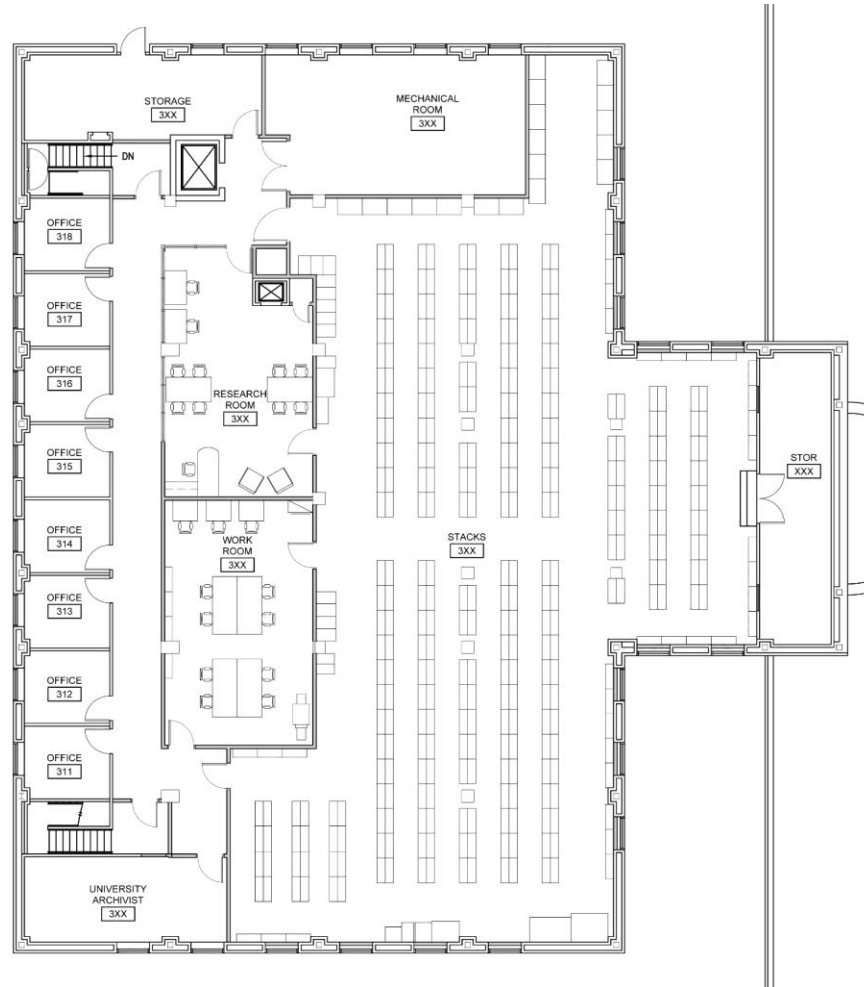 STORAGE
3XX
MECHANICAL
ROOM
3XX
DN
OFFICE
318
OFFICE
317
OFFICE
316
RESEARCH
ROOM
3XX
OFFICE
315
STOR
XXX
OFFICE
314
WORK
ROOM
3XX
STACKS
3XX
OFFICE
313
OFFICE
312
OFFICE
311
UNIVERSITY
ARCHIVIST
3XX